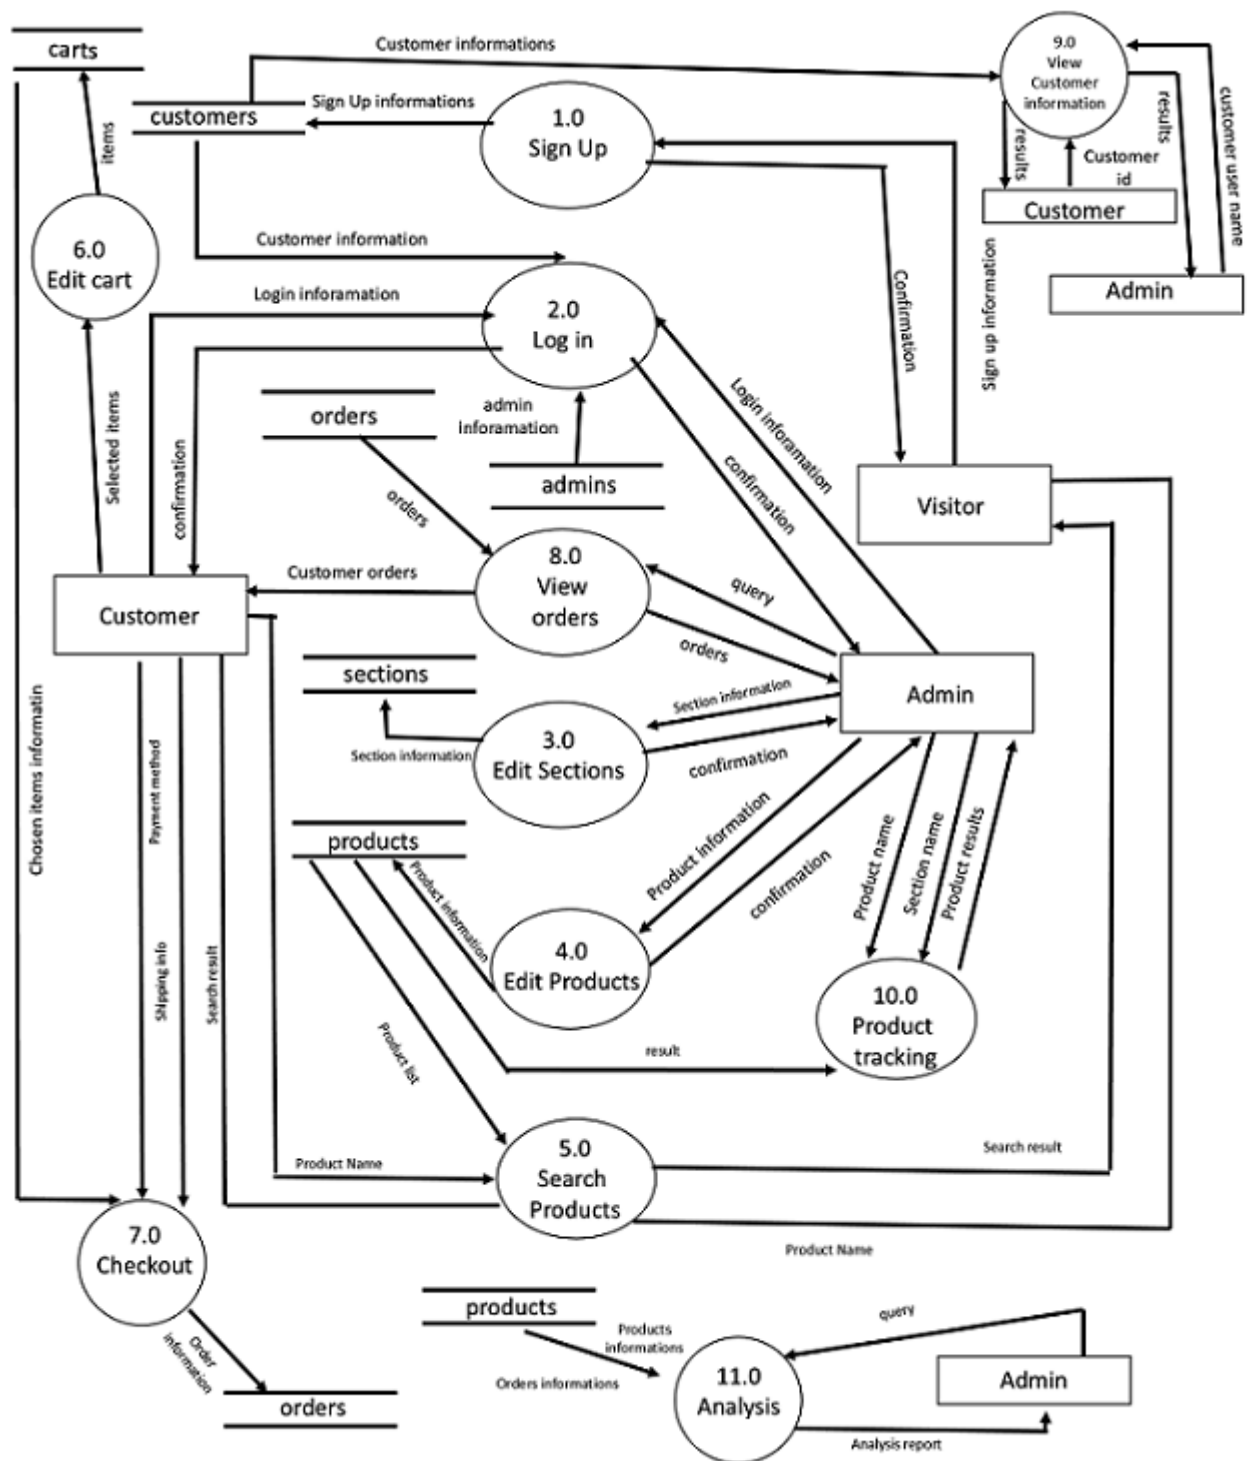 carts
Customer informations
9.0
View
Customer
information
customers
Sign Up informations
1.0
Sign Up
items
results
results
customer user name
Customer
id
Customer
6.0
Edit cart
Customer information
Confirmation
Sign up information
Admin
Login inforamation
2.0
Log in
Selected items
confirmation
orders
admin
Inforamation
Login inforamation
confirmation
admins
Visitor
orders
8.0
View
orders
Customer orders
query
orders
Customer
sections
Section information
Admin
Section information
3.0
Edit Sections
confirmation
Chosen items informatin
Payment method
products
Product information
Product information
confirmation
Product name
Section name
Product results
Shipping info
Search result
4.0
Edit Products
10.0
Product
tracking
Product list
result
5.0
Search
Products
Product Name
Search result
Product Name
7.0
Checkout
Order
information
orders
products
Products
informations
Orders informations
query
11.0
Analysis
Admin
Analysis report